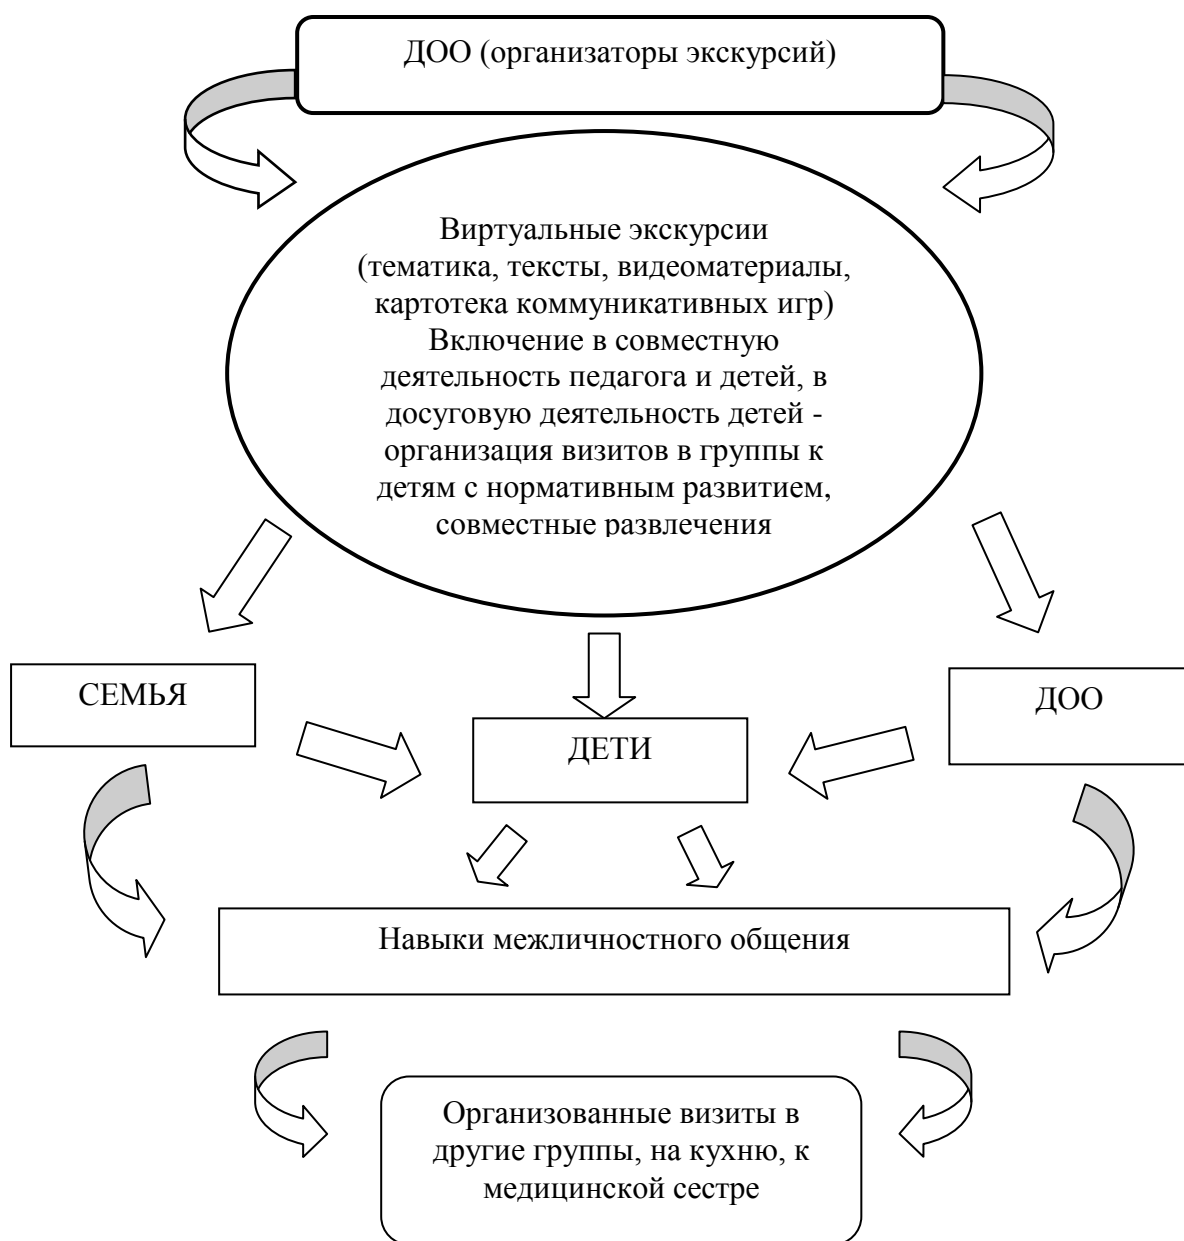 ДОО (организаторы экскурсий)
Виртуальные экскурсии
(тематика, тексты, видеоматериалы,
картотека коммуникативных игр)
Включение в совместную
деятельность педагога и детей, в
досуговую деятельность детей -
организация визитов в группы к
детям с нормативным развитием,
совместные развлечения
СЕМЬЯ
ДЕТИ
ДОО
Навыки межличностного общения
Организованные визиты в
другие группы, на кухню, к
медицинской сестре